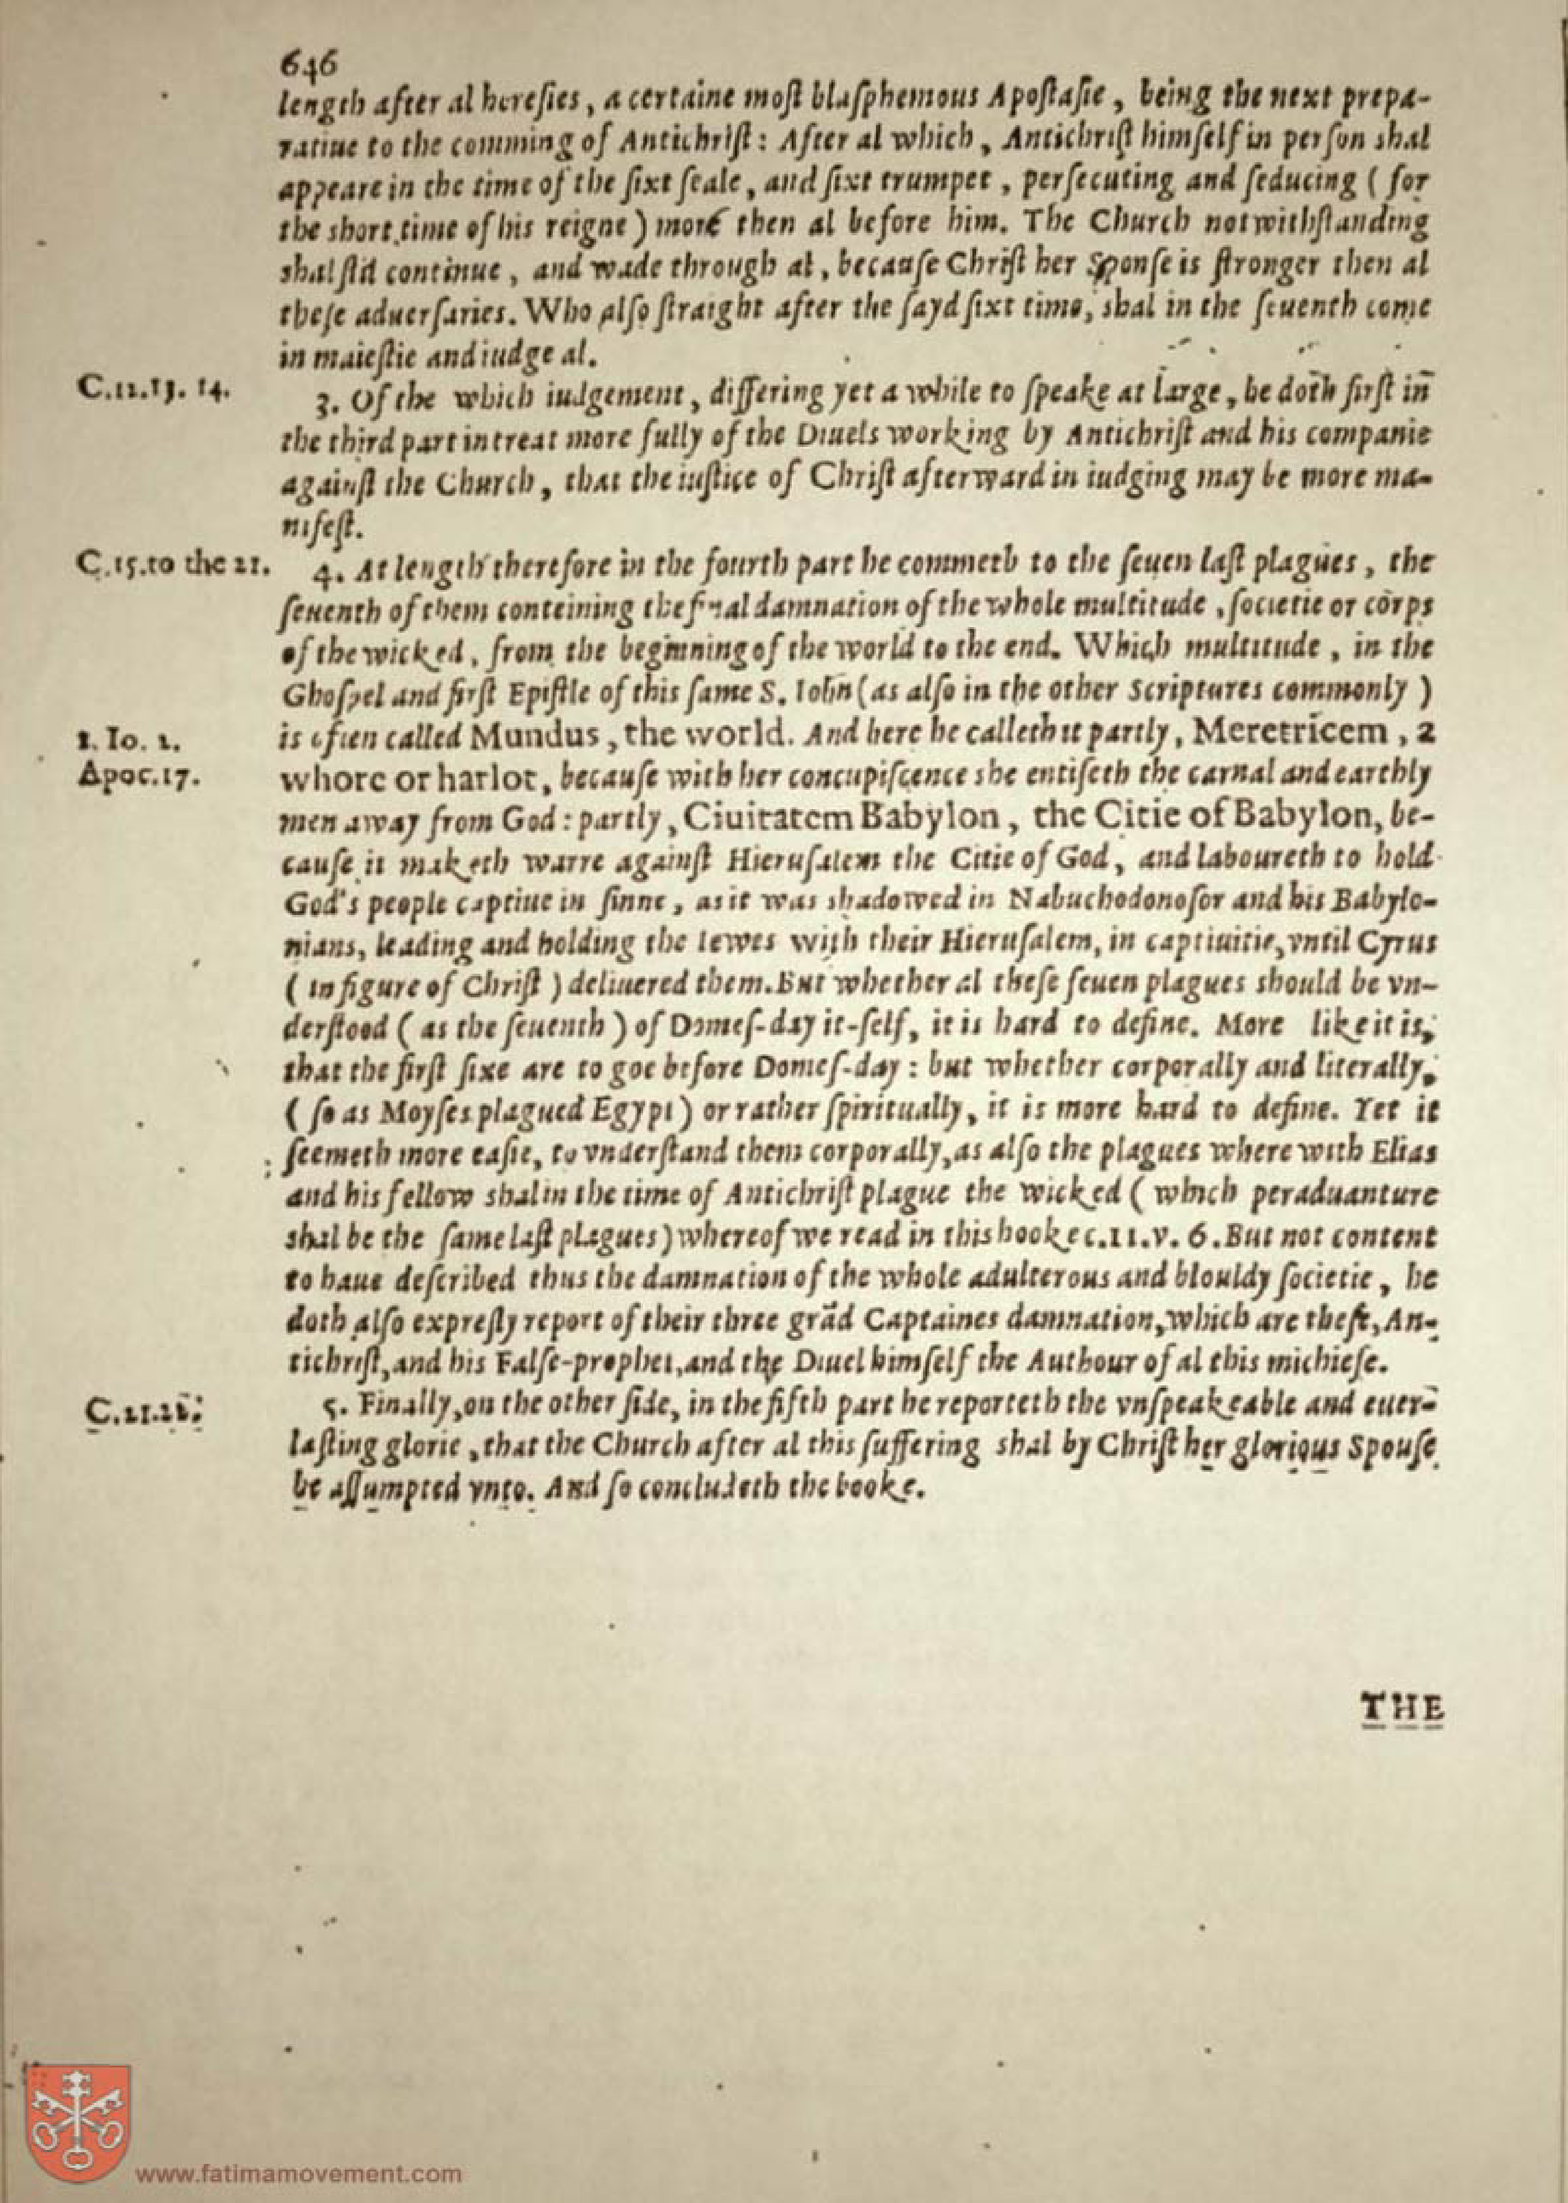 646
length after al heresies, a certaine most blasphemous Apostasie, being the next prepa-
ratiue to the comming of Antichrist: After al which, Antichrist himself in person shal
appeare in the time of the sixt seale, and sixt trumpet, persecuting and seducing (for
the short time of his reigne) more then al before him. The Church notwithstanding
shal stil continue, and wade through al, because Christ her Sponse is stronger then al
these aduersaries. Who also straight after the sayd sixt time, shal in the seuenth come
in maiestie and iudge al.
C.12.13. 14.
3. Of the which iudgement, differing yet a while to speake at large, he doth first in
the third part intreat more fully of the Diuels working by Antichrist and his companie
against the Church, that the iustice of Christ afterward in iudging may be more ma-
nifest.
C.15.to the 21.
4. At length therefore in the fourth part he commeth to the seuen last plagues, the
seuenth of them conteining the final damnation of the whole multitude, societie or corps
of the wicked, from the beginning of the world to the end. Which multitude, in the
Ghospel and first Epistle of this same S. Iohn (as also in the other Scriptures commonly)
1. Io. 2.
is often called Mundus, the world. And here he calleth it partly, Meretricem, a
Apoc.17.
whore or harlot, because with her concupiscence she entiseth the carnal and earthly
men away from God: partly, Ciuitatem Babylon, the Citie of Babylon, be-
cause it maketh warre against Hierusalem the Citie of God, and laboureth to hold
God's people captiue in sinne, as it was shadowed in Nabuchodonosor and his Babylo-
nians, leading and holding the Iewes with their Hierusalem, in captiuitie, vntil Cyrus
(in figure of Christ) deliuered them. But whether al these seuen plagues should be vn-
derstood (as the seuenth) of Domes-day it-self, it is hard to define. More like it is,
that the first sixe are to goe before Domes-day: but whether corporally and literally,
(so as Moyses plagued Egypt) or rather spiritually, it is more hard to define. Yet it
seemeth more easie, to vnderstand them corporally, as also the plagues wherewith Elias
and his fellow shal in the time of Antichrist plague the wicked (which peraduanture
shal be the same last plagues) whereof we read in this booke c.11.v. 6. But not content
to haue described thus the damnation of the whole adulterous and blouldy societie, he
doth also expresly report of their three grãd Captaines damnation, which are these, An-
tichrist, and his False-prophet, and the Diuel himself the Authour of al this michiefe.
C.21.22.
5. Finally, on the other side, in the fifth part he reporteth the vnspeakeable and euer-
lasting glorie, that the Church after al this suffering shal by Christ her glorious Spouse
be assumpted vnto. And so concludeth the booke.
THE
www.fatimamovement.com